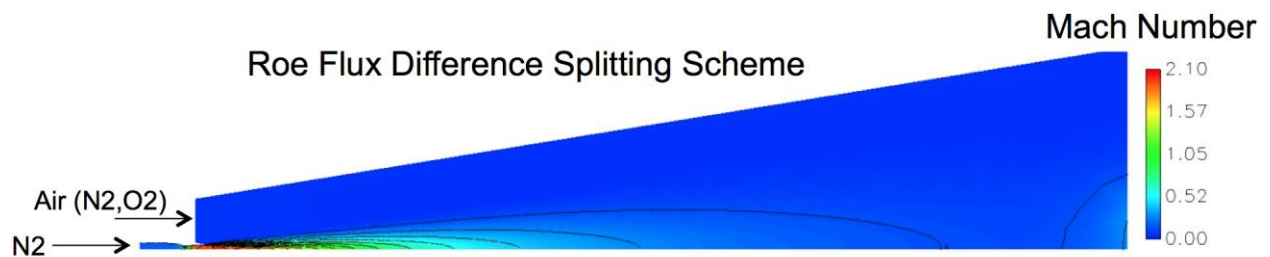 Mach Number
Roe Flux Difference Splitting Scheme
2.10
1.57
1.05
0.52
0.00
Air (N2,O2)
N2